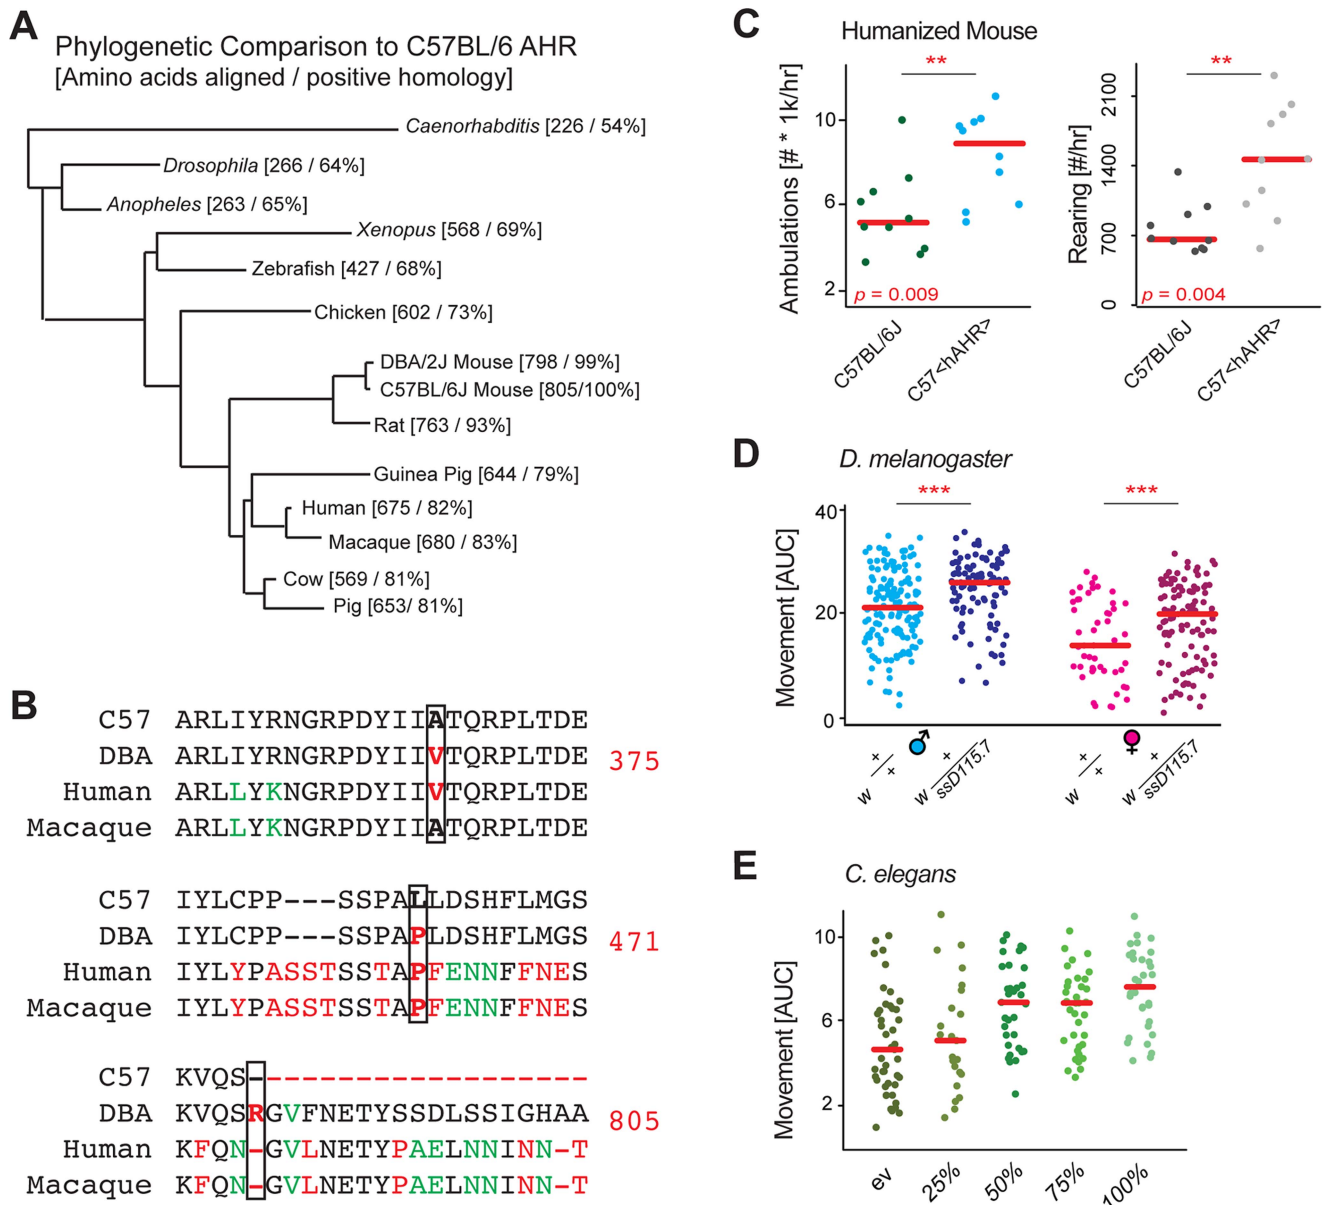 A
Phylogenetic Comparison to C57BL/6 AHR
[Amino acids aligned / positive homology]
Caenorhabditis [226 / 54%]
Drosophila [266 / 64%]
Anopheles [263 / 65%]
Xenopus [568 / 69%]
Zebrafish [427 / 68%]
Chicken [602 / 73%]
DBA/2J Mouse [798 / 99%]
C57BL/6J Mouse [805/100%]
Rat [763 / 93%]
Guinea Pig [644 / 79%]
Human [675 / 82%]
Macaque [680 / 83%]
Cow [569 / 81%]
Pig [653/ 81%]
B
C57 ARLIYRNGRPDYIIATQRPLTDE
DBA ARLIYRNGRPDYIIVTQRPLTDE 375
Human ARLLYKNGRPDYIIVTQRPLTDE
Macaque ARLLYKNGRPDYIIATQRPLTDE
C57 IYLCPP---SSPALLDSHFLMGS
DBA IYLCPP---SSPAPLDSHFLMGS 471
Human IYLYPASSTSSTAPFENNFFNES
Macaque IYLYPASSTSSTAPFENNFFNES
C57 KVQS-------------------
DBA KVQSRGVFNETYSSDLSSIGHAA 805
Human KFQN-GVLNETYPAELNNINN-T
Macaque KFQN-GVLNETYPAELNNINN-T
C
Humanized Mouse
**
Ambulations [# * 1k/hr]
10
6
2
p = 0.009
C57BL/6J
C57<hAHR>
**
Rearing [#/hr]
2100
1400
700
0
p = 0.004
C57BL/6J
C57<hAHR>
D
D. melanogaster
*** ***
Movement [AUC]
40
20
0
♂ ♀
w +/+
w +/ssD115.7
w +/+
w +/ssD115.7
E
C. elegans
Movement [AUC]
10
6
2
ev
25%
50%
75%
100%